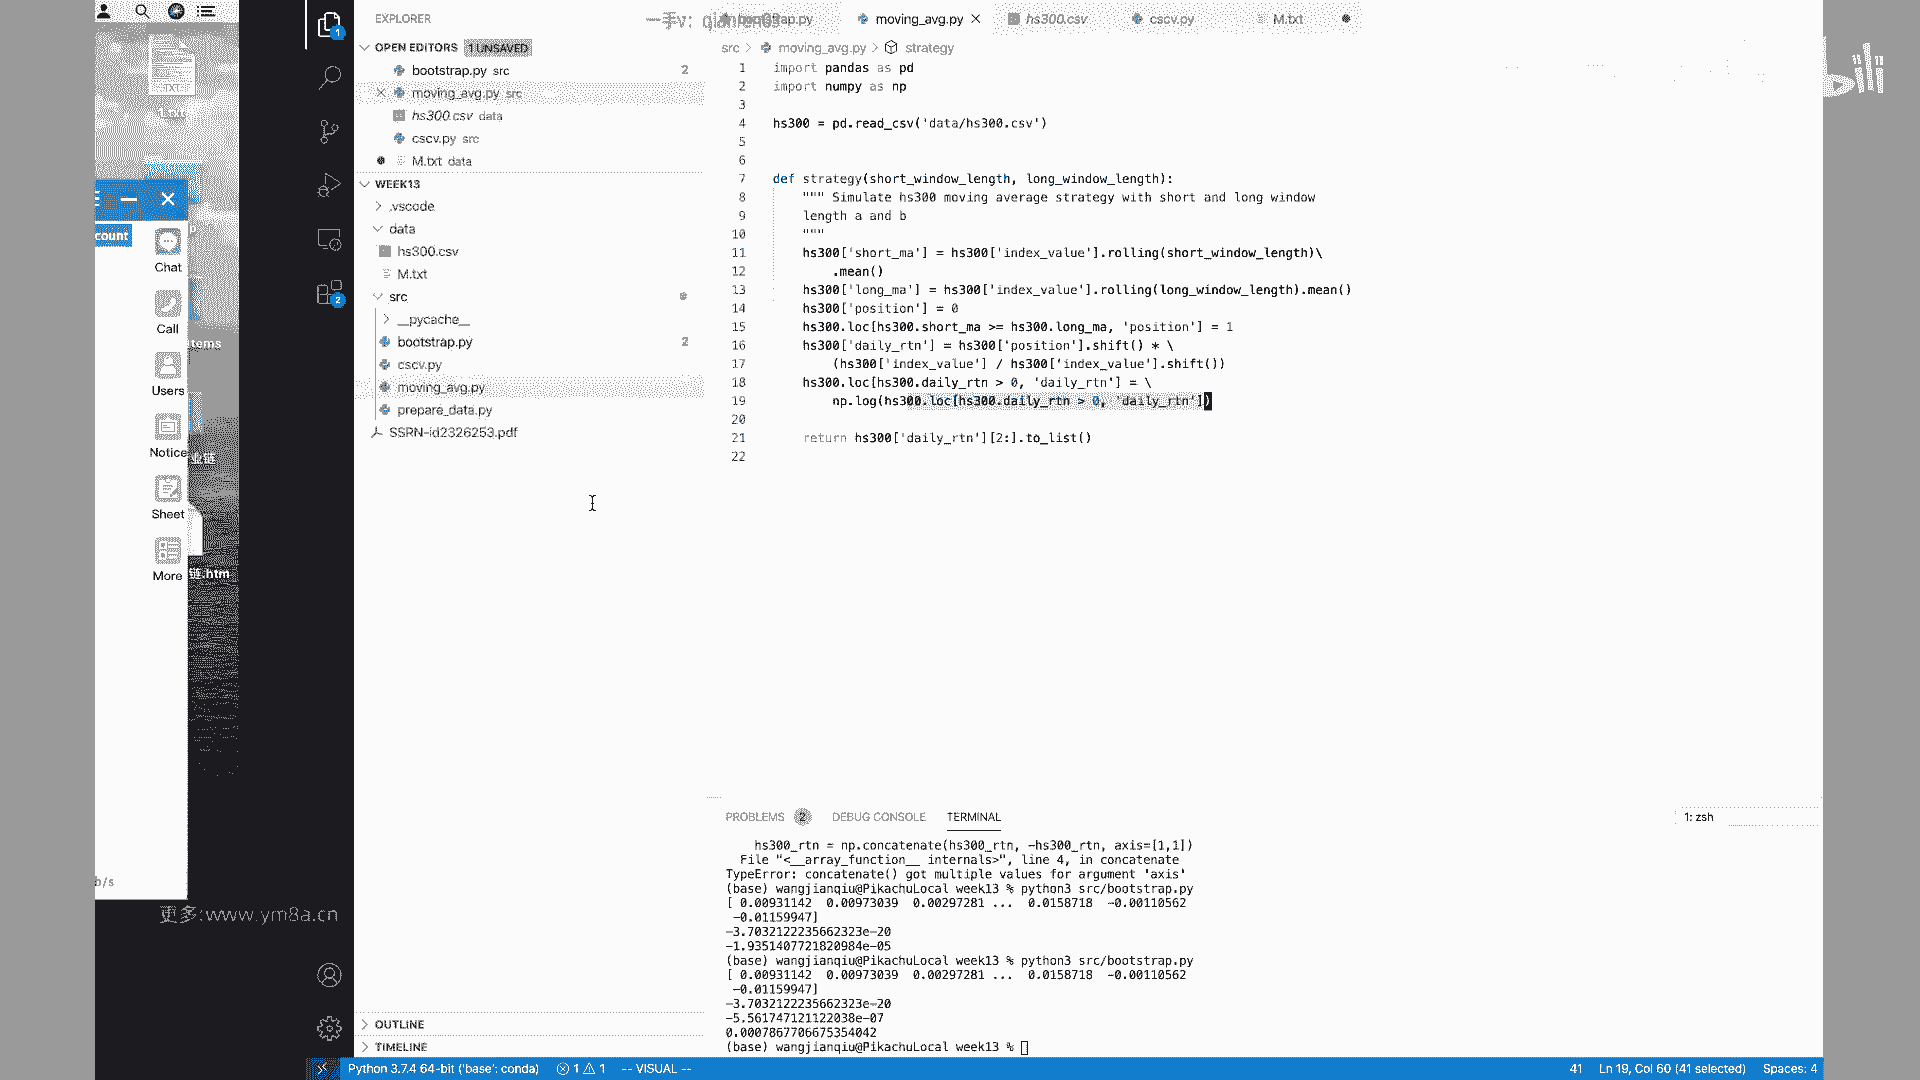 EXPLORER
OPEN EDITORS 1 UNSAVED
bootstrap.py src 2
moving_avg.py src
hs300.csv data
cscv.py src
M.txt data
WEEK13
.vscode
data
hs300.csv
M.txt
src
__pycache__
bootstrap.py 2
cscv.py
moving_avg.py
prepare_data.py
SSRN-id2326253.pdf
OUTLINE
TIMELINE
moving_avg.py hs300.csv cscv.py M.txt
src > moving_avg.py > strategy
1 import pandas as pd
2 import numpy as np
3
4 hs300 = pd.read_csv('data/hs300.csv')
5
6
7 def strategy(short_window_length, long_window_length):
8 """ Simulate hs300 moving average strategy with short and long window
9 length a and b
10 """
11 hs300['short_ma'] = hs300['index_value'].rolling(short_window_length)\
12 .mean()
13 hs300['long_ma'] = hs300['index_value'].rolling(long_window_length).mean()
14 hs300['position'] = 0
15 hs300.loc[hs300.short_ma >= hs300.long_ma, 'position'] = 1
16 hs300['daily_rtn'] = hs300['position'].shift() * \
17 (hs300['index_value'] / hs300['index_value'].shift())
18 hs300.loc[hs300.daily_rtn > 0, 'daily_rtn'] = \
19 np.log(hs300.loc[hs300.daily_rtn > 0, 'daily_rtn'])
20
21 return hs300['daily_rtn'][2:].to_list()
22
PROBLEMS 2 DEBUG CONSOLE TERMINAL 1: zsh
hs300_rtn = np.concatenate(hs300_rtn, -hs300_rtn, axis=[1,1])
File "<__array_function__ internals>", line 4, in concatenate
TypeError: concatenate() got multiple values for argument 'axis'
(base) wangjianqiu@PikachuLocal week13 % python3 src/bootstrap.py
[ 0.00931142 0.00973039 0.00297281 ... 0.0158718 -0.00110562
-0.01159947]
-3.7032122235662323e-20
-1.9351407721820984e-05
(base) wangjianqiu@PikachuLocal week13 % python3 src/bootstrap.py
[ 0.00931142 0.00973039 0.00297281 ... 0.0158718 -0.00110562
-0.01159947]
-3.7032122235662323e-20
-5.561747121122038e-07
0.0007867706675354042
(base) wangjianqiu@PikachuLocal week13 %
Python 3.7.4 64-bit ('base': conda) 1 1 -- VISUAL -- 41 Ln 19, Col 60 (41 selected) Spaces: 4
count
Chat
Call
Users
Notice
Sheet
More
b/s
tems
.htm
更多:www.ym8a.cn
1
2